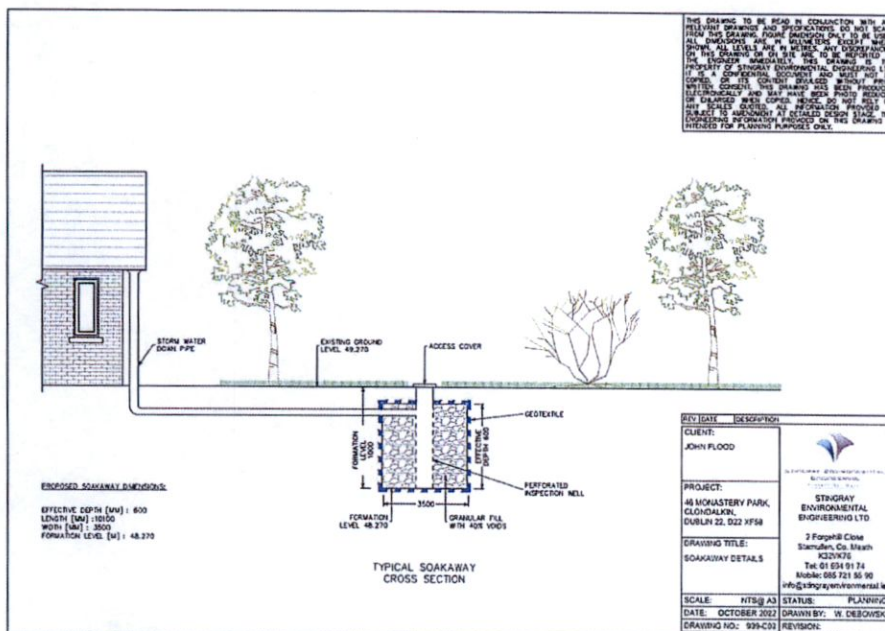 THIS DRAWING TO BE READ IN CONJUNCTION WITH
RELEVANT DRAWINGS AND SPECIFICATIONS. DO NOT
FROM THIS DRAWING. FIGURE DIMENSION ONLY TO BE
ALL DIMENSIONS ARE IN MILLIMETERS EXCEPT
SHOWN. ALL LEVELS ARE IN METRES. ANY
ON THIS DRAWING OR ON SITE ARE TO BE REPORTED
THE ENGINEER IMMEDIATELY. THIS DRAWING IS
PROPERTY OF STINGRAY ENVIRONMENTAL ENGINEERING
IT IS A CONFIDENTIAL DOCUMENT AND MUST NOT
COPIED, OR ITS CONTENT DIVULGED WITHOUT
WRITTEN CONSENT. THIS DRAWING HAS BEEN
ELECTRONICALLY AND MAY HAVE BEEN PHOTO
OR ENLARGED WHEN COPIED. HENCE, DO NOT RELY
ANY SCALES QUOTED. ALL INFORMATION PROVIDED
SUBJECT TO AMENDMENT AT DETAILED DESIGN STAGE.
ENGINEERING INFORMATION PROVIDED ON THIS DRAWING
INTENDED FOR PLANNING PURPOSES ONLY.
STORM WATER
DOWN PIPE
EXISTING GROUND
LEVEL 49,270
ACCESS COVER
GEOTEXTILE
FORMATION
LEVEL
1000
EFFECTIVE
DEPTH 600
PERFORATED
INSPECTION WELL
3500
FORMATION
LEVEL 48.270
GRANULAR FILL
WITH 40% VOIDS
PROPOSED SOAKAWAY DIMENSIONS:
EFFECTIVE DEPTH [MM] : 600
LENGTH [MM] :10100
WIDTH [MM] : 3500
FORMATION LEVEL [M] : 48.270
TYPICAL SOAKAWAY
CROSS SECTION
REV DATE DESCRIPTION
CLIENT:
JOHN FLOOD
PROJECT:
46 MONASTERY PARK,
CLONDALKIN,
DUBLIN 22, D22 XF58
DRAWING TITLE:
SOAKAWAY DETAILS
STINGRAY
ENVIRONMENTAL
ENGINEERING LTD
3 Forgehill Close
Stamullen, Co. Meath
K32VK76
Tel: 01 694 91 74
Mobile: 085 721 55 90
info@stingrayenvironmental.ie
SCALE: NTS@ A3 STATUS: PLANNING
DATE: OCTOBER 2022 DRAWN BY: W. DEBOWSKI
DRAWING NO.: 939-C03 REVISION: